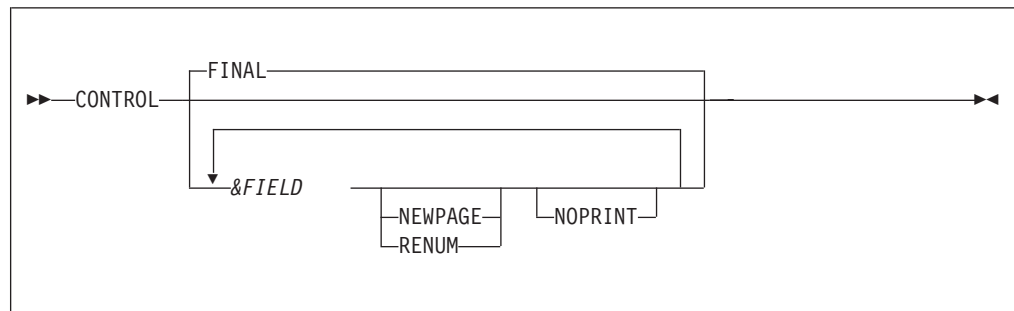 FINAL
CONTROL
&FIELD
NEWPAGE
NOPRINT
RENUM